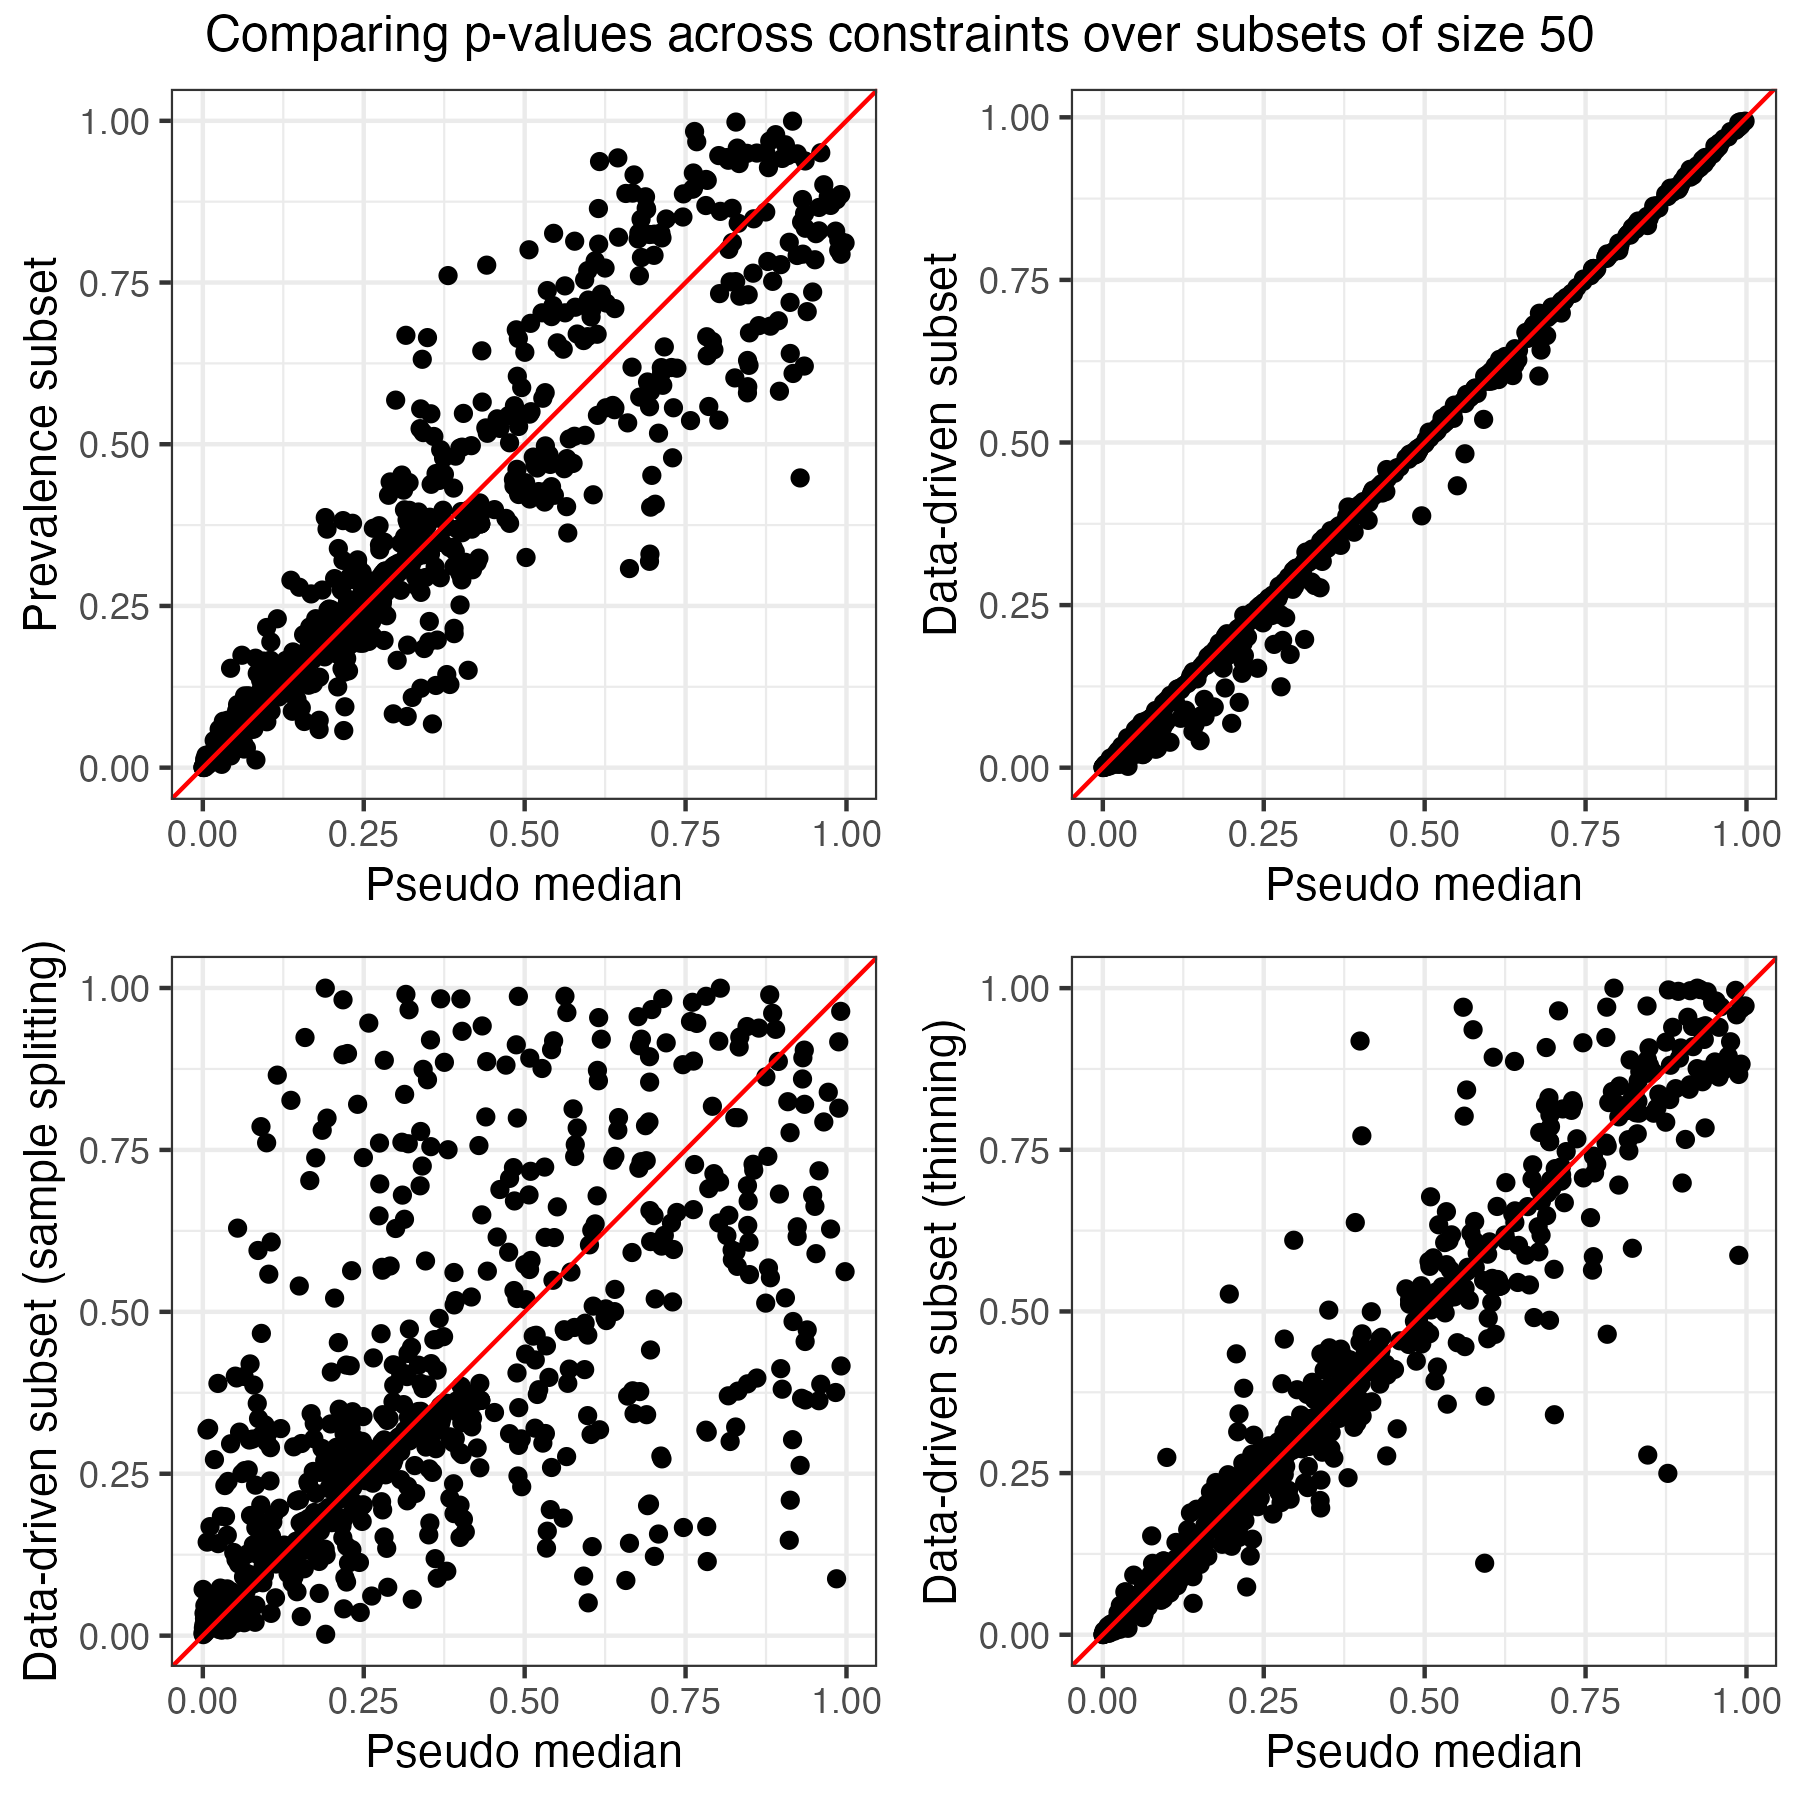 Comparing p-values across constraints over subsets of size 50
Prevalence subset
1.00
0.75
0.50
0.25
0.00
0.00 0.25 0.50 0.75 1.00
Pseudo median
Data-driven subset
1.00
0.75
0.50
0.25
0.00
0.00 0.25 0.50 0.75 1.00
Pseudo median
Data-driven subset (sample splitting)
1.00
0.75
0.50
0.25
0.00
0.00 0.25 0.50 0.75 1.00
Pseudo median
Data-driven subset (thinning)
1.00
0.75
0.50
0.25
0.00
0.00 0.25 0.50 0.75 1.00
Pseudo median